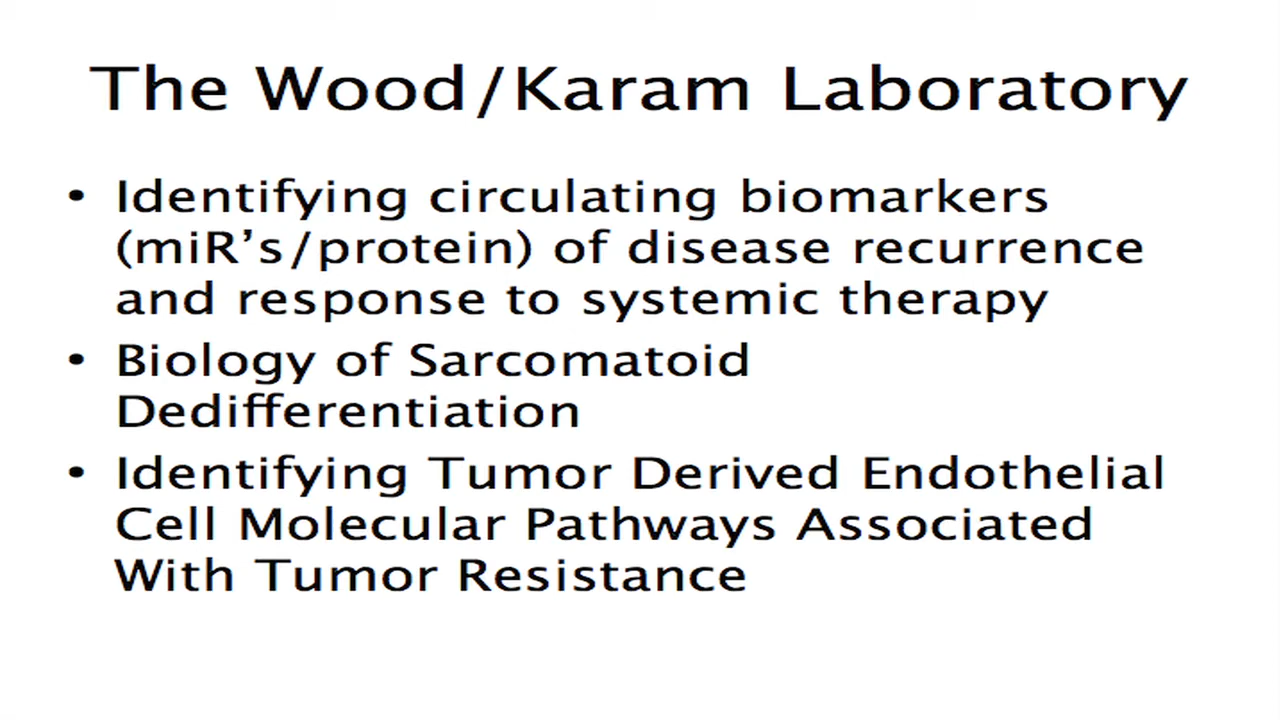 The Wood/Karam Laboratory
• Identifying circulating biomarkers
(miR’s/protein) of disease recurrence
and response to systemic therapy
• Biology of Sarcomatoid
Dedifferentiation
• Identifying Tumor Derived Endothelial
Cell Molecular Pathways Associated
With Tumor Resistance